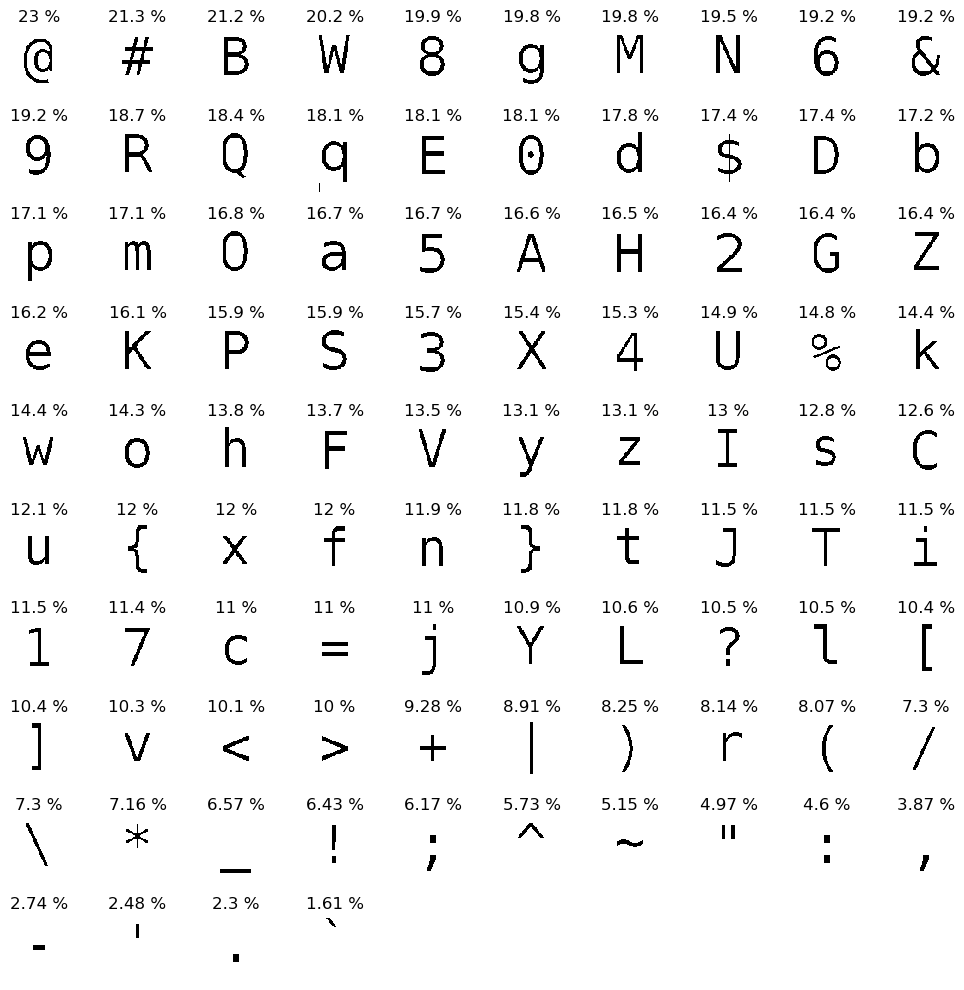 23 % 21.3 % 21.2 % 20.2 % 19.9 % 19.8 % 19.8 % 19.5 % 19.2 % 19.2 %
@ # B W 8 g M N 6 &
19.2 % 18.7 % 18.4 % 18.1 % 18.1 % 18.1 % 17.8 % 17.4 % 17.4 % 17.2 %
9 R Q q E 0 d $ D b
17.1 % 17.1 % 16.8 % 16.7 % 16.7 % 16.6 % 16.5 % 16.4 % 16.4 % 16.4 %
p m O a 5 A H 2 G Z
16.2 % 16.1 % 15.9 % 15.9 % 15.7 % 15.4 % 15.3 % 14.9 % 14.8 % 14.4 %
e K P S 3 X 4 U % k
14.4 % 14.3 % 13.8 % 13.7 % 13.5 % 13.1 % 13.1 % 13 % 12.8 % 12.6 %
w o h F V y z I s C
12.1 % 12 % 12 % 12 % 11.9 % 11.8 % 11.8 % 11.5 % 11.5 % 11.5 %
u { x f n } t J T i
11.5 % 11.4 % 11 % 11 % 11 % 10.9 % 10.6 % 10.5 % 10.5 % 10.4 %
1 7 c = j Y L ? l [
10.4 % 10.3 % 10.1 % 10 % 9.28 % 8.91 % 8.25 % 8.14 % 8.07 % 7.3 %
] v < > + | ) r ( /
7.3 % 7.16 % 6.57 % 6.43 % 6.17 % 5.73 % 5.15 % 4.97 % 4.6 % 3.87 %
\ * _ ! ; ^ ~ " : ,
2.74 % 2.48 % 2.3 % 1.61 %
- ' . `